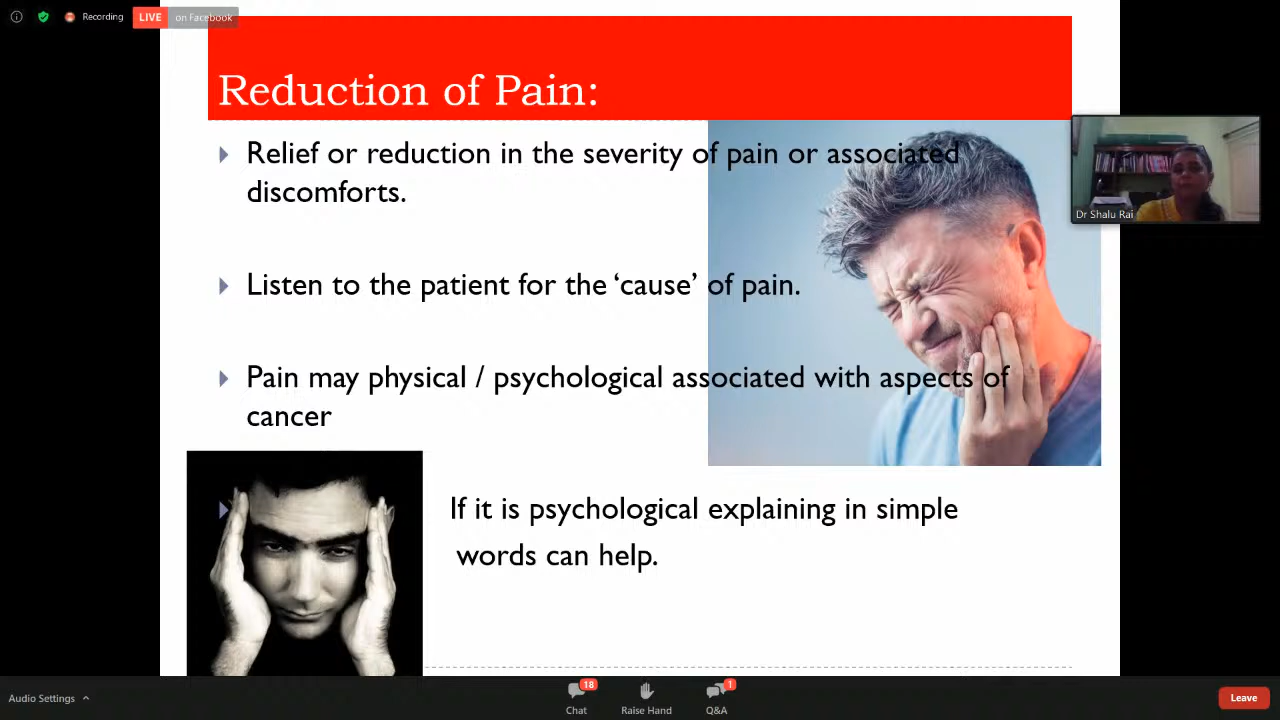 Recording
LIVE on Facebook
Reduction of Pain:
Relief or reduction in the severity of pain or associated
discomforts.
Dr Shalu Rai
Listen to the patient for the ‘cause’ of pain.
Pain may physical / psychological associated with aspects of
cancer
If it is psychological explaining in simple
words can help.
Audio Settings
18
Chat
Raise Hand
1
Q&A
Leave